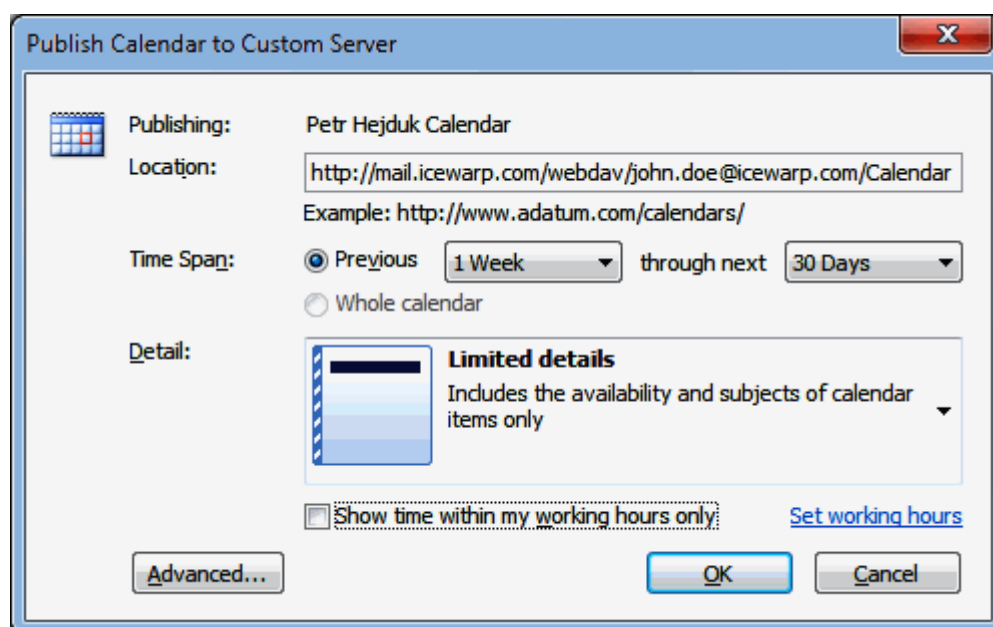 Publish Calendar to Custom Server
Publishing: Petr Hejduk Calendar
Location: http://mail.icewarp.com/webdav/john.doe@icewarp.com/Calendar
Example: http://www.adatum.com/calendars/
Time Span: Previous 1 Week through next 30 Days
Whole calendar
Detail: Limited details
Includes the availability and subjects of calendar
items only
Show time within my working hours only Set working hours
Advanced... OK Cancel